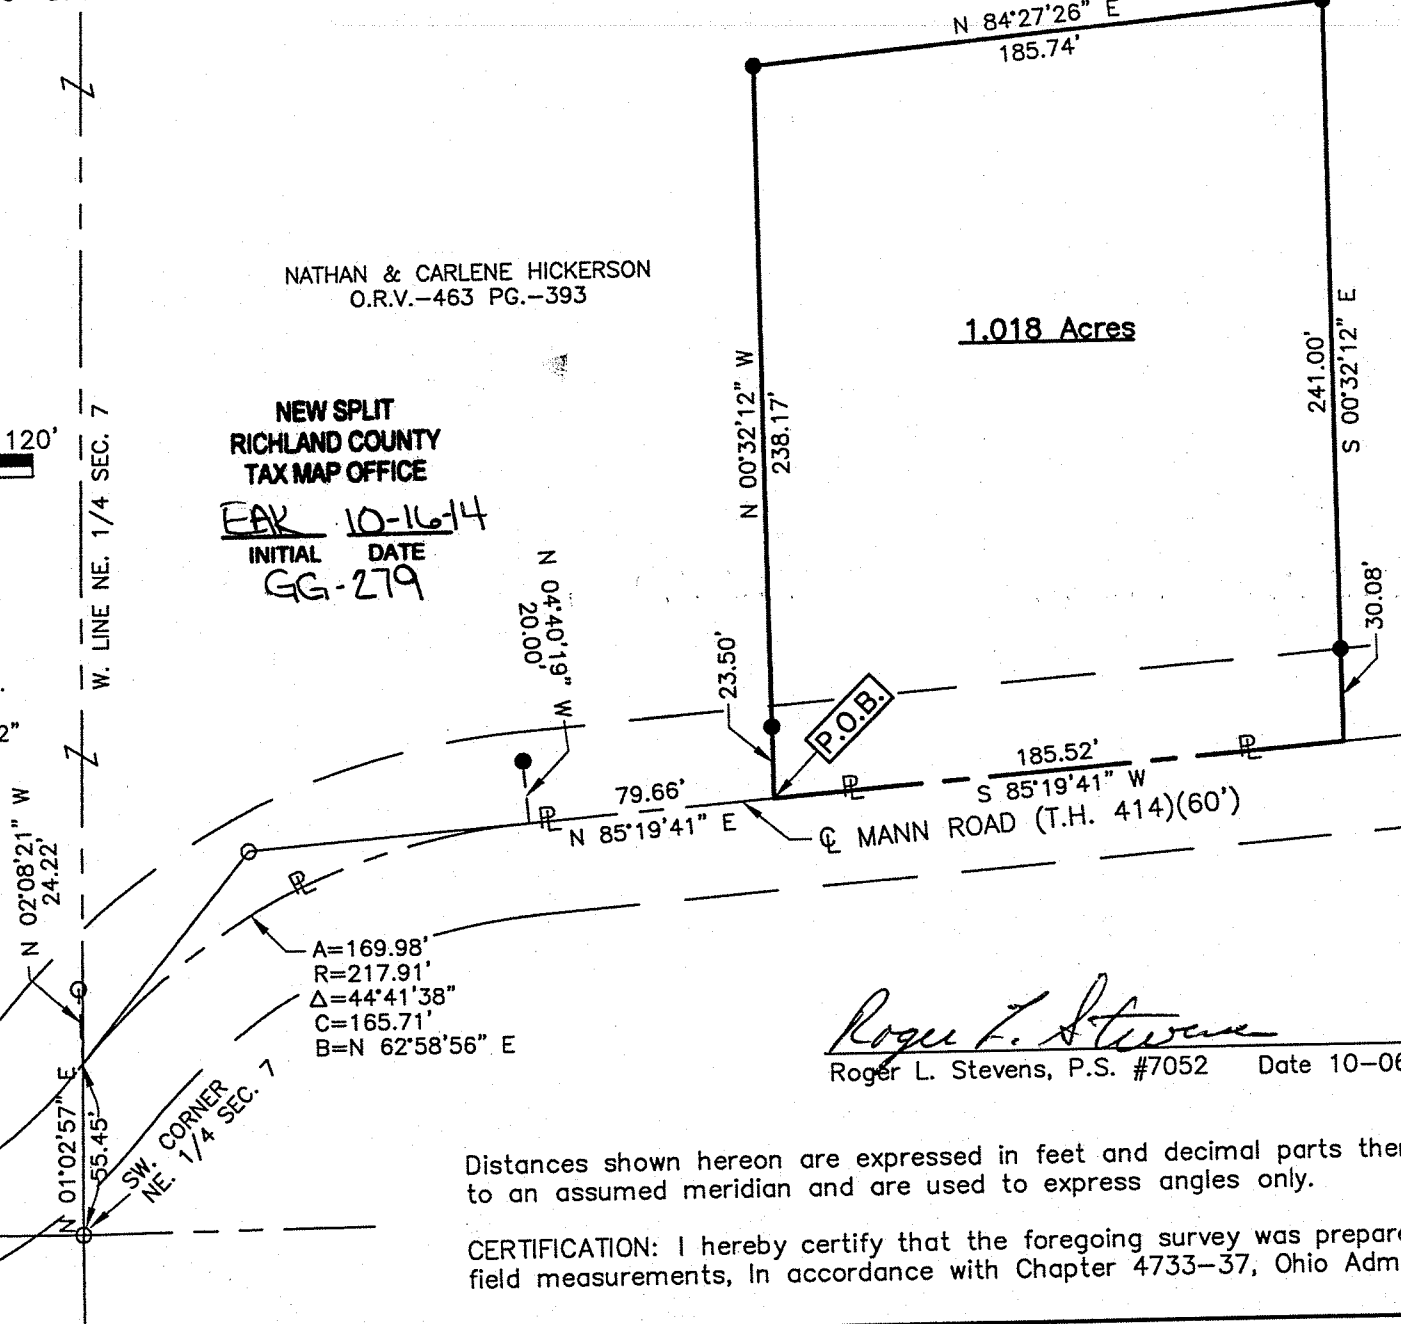 N 84°27'26" E
185.74'
NATHAN & CARLENE HICKERSON
O.R.V.-463 PG.-393
1.018 Acres
N 00°32'12" W
238.17'
241.00'
S 00°32'12" E
120'
W. LINE NE. 1/4 SEC. 7
NEW SPLIT
RICHLAND COUNTY
TAX MAP OFFICE
EAK 10-16-14
INITIAL DATE
GG-279
N 04°40'19" W
20.00'
23.50'
30.08'
P.O.B.
2"
185.52'
S 85°19'41" W
79.66'
N 85°19'41" E
℄ MANN ROAD (T.H. 414)(60')
PL
PL
PL
PL
N 02°08'21" W
24.22'
A=169.98'
R=217.91'
Δ=44°41'38"
C=165.71'
B=N 62°58'56" E
N 01°02'57" E
55.45'
SW. CORNER
NE. 1/4 SEC. 7
Roger L. Stevens
Roger L. Stevens, P.S. #7052 Date 10-06
Distances shown hereon are expressed in feet and decimal parts
to an assumed meridian and are used to express angles only.
CERTIFICATION: I hereby certify that the foregoing survey was prepare
field measurements, In accordance with Chapter 4733-37, Ohio Adm